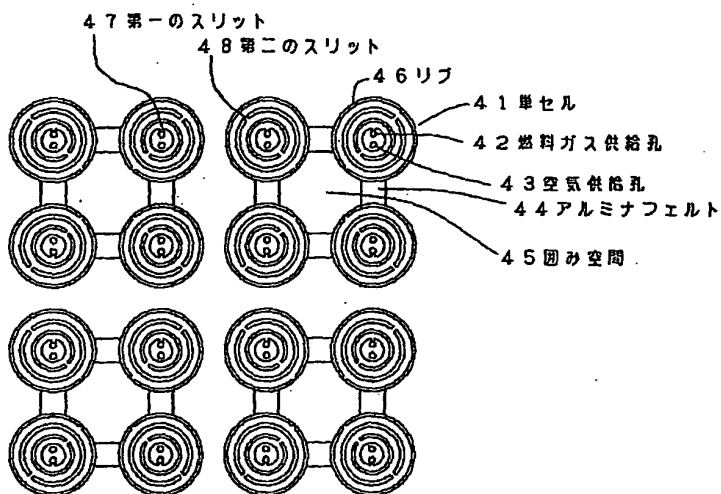 47第一のスリット
48第二のスリット
46リブ
41単セル
42燃料ガス供給孔
43空気供給孔
44アルミナフェルト
45囲み空間